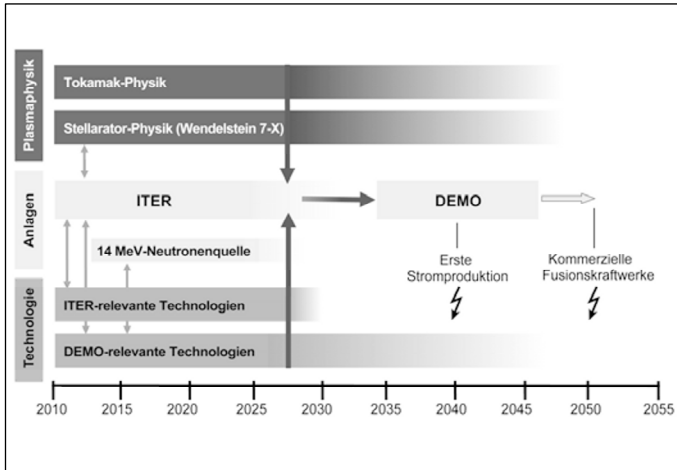 Plasmaphysik
Tokamak-Physik
Stellarator-Physik (Wendelstein 7-X)
Anlagen
ITER
DEMO
14 MeV-Neutronenquelle
Erste
Stromproduktion
Kommerzielle
Fusionskraftwerke
Technologie
ITER-relevante Technologien
DEMO-relevante Technologien
2010 2015 2020 2025 2030 2035 2040 2045 2050 2055